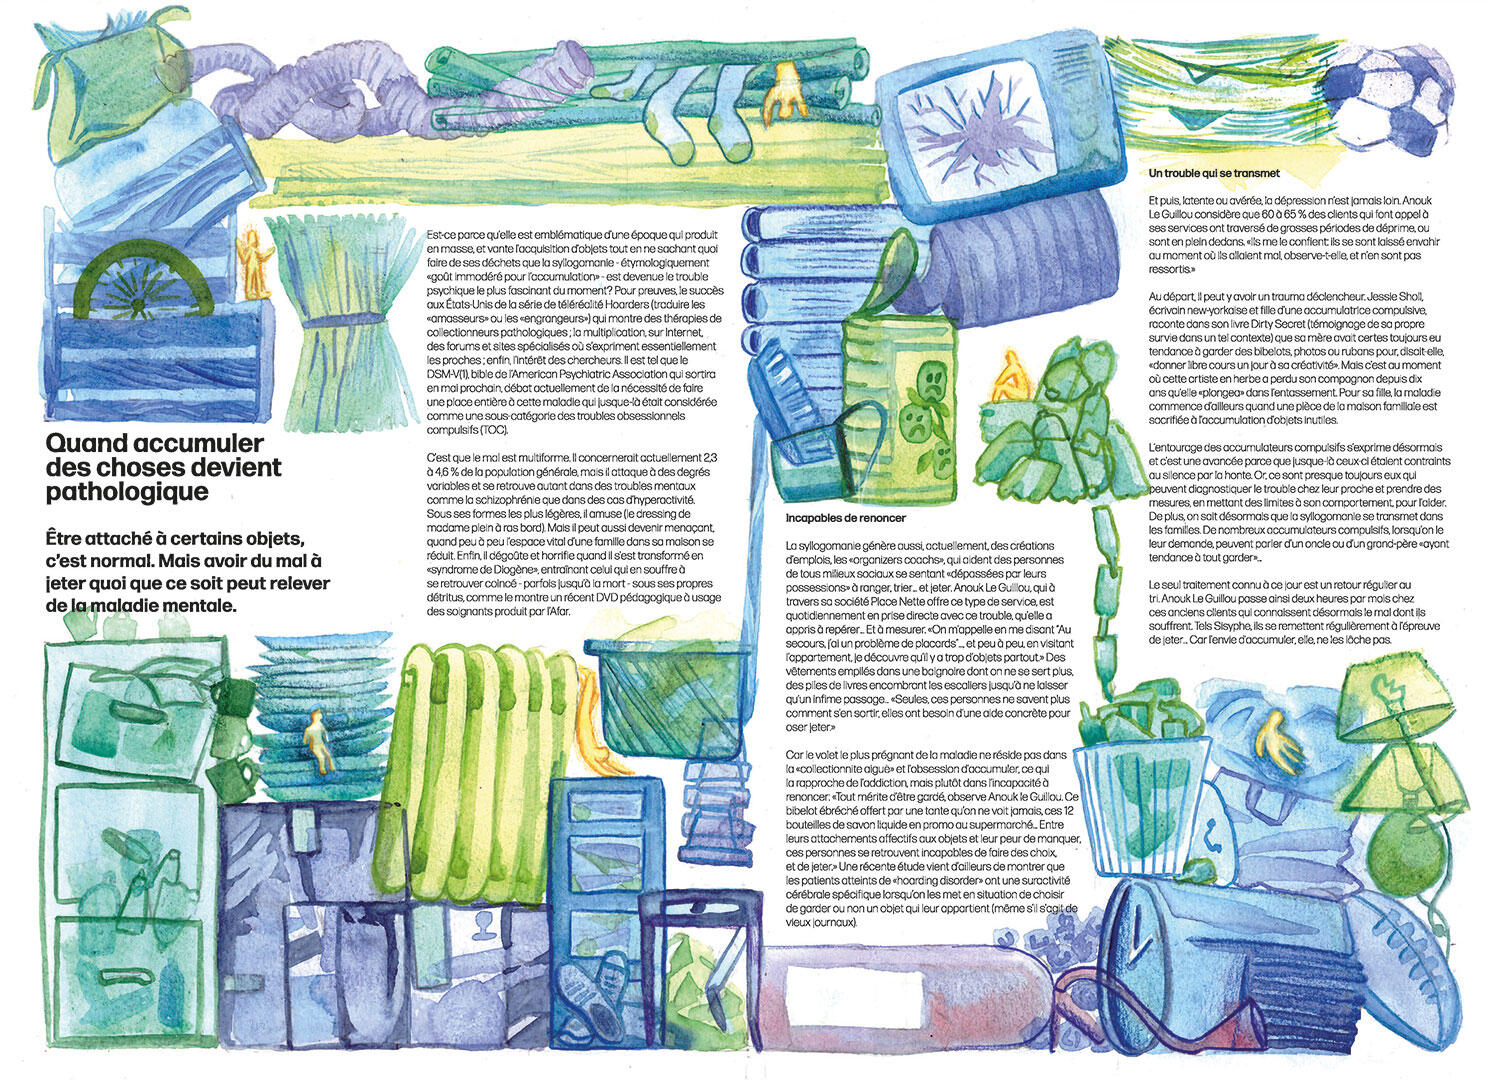 Quand accumuler
des choses devient
pathologique
Être attaché à certains objets,
c'est normal. Mais avoir du mal à
jeter quoi que ce soit peut relever
de la maladie mentale.
Est-ce parce qu'elle est emblématique d'une époque qui produit
en masse, et vante l'acquisition d'objets tout en ne sachant quoi
faire de ses déchets que la syllogomanie - étymologiquement
«goût immodéré pour l'accumulation» - est devenue le trouble
psychique le plus fascinant du moment? Pour preuves, le succès
aux États-Unis de la série de téléréalité Hoarders (traduire les
«amasseurs» ou les «engrangeurs») qui montre des thérapies de
collectionneurs pathologiques ; la multiplication, sur Internet,
des forums et sites spécialisés où s'expriment essentiellement
les proches ; enfin, l'intérêt des chercheurs. Il est tel que le
DSM-V(1), bible de l'American Psychiatric Association qui sortira
en mai prochain, débat actuellement de la nécessité de faire
une place entière à cette maladie qui jusque-là était considérée
comme une sous-catégorie des troubles obsessionnels
compulsifs (TOC).
C'est que le mal est multiforme. Il concernerait actuellement 2,3
à 4,6 % de la population générale, mais il attaque à des degrés
variables et se retrouve autant dans des troubles mentaux
comme la schizophrénie que dans des cas d'hyperactivité.
Sous ses formes les plus légères, il amuse (le dressing de
madame plein à ras bord). Mais il peut aussi devenir menaçant,
quand peu à peu l'espace vital d'une famille dans sa maison se
réduit. Enfin, il dégoûte et horrifie quand il s'est transformé en
«syndrome de Diogène», entraînant celui qui en souffre à
se retrouver coincé - parfois jusqu'à la mort - sous ses propres
détritus, comme le montre un récent DVD pédagogique à usage
des soignants produit par l'Afar.
Incapables de renoncer
La syllogomanie génère aussi, actuellement, des créations
d'emplois, les «organizers coachs», qui aident des personnes
de tous milieux sociaux se sentant «dépassées par leurs
possessions» à ranger, trier... et jeter. Anouk Le Guillou, qui à
travers sa société Place Nette offre ce type de service, est
quotidiennement en prise directe avec ce trouble, qu'elle a
appris à repérer... Et à mesurer. «On m'appelle en me disant "Au
secours, j'ai un problème de placards"..., et peu à peu, en visitant
l'appartement, je découvre qu'il y a trop d'objets partout.» Des
vêtements empilés dans une baignoire dont on ne se sert plus,
des piles de livres encombrant les escaliers jusqu'à ne laisser
qu'un infime passage... «Seules, ces personnes ne savent plus
comment s'en sortir, elles ont besoin d'une aide concrète pour
oser jeter.»
Car le volet le plus prégnant de la maladie ne réside pas dans
la «collectionnite aiguë» et l'obsession d'accumuler, ce qui
la rapproche de l'addiction, mais plutôt dans l'incapacité à
renoncer. «Tout mérite d'être gardé, observe Anouk le Guillou. Ce
bibelot ébréché offert par une tante qu'on ne voit jamais, ces 12
bouteilles de savon liquide en promo au supermarché... Entre
leurs attachements affectifs aux objets et leur peur de manquer,
ces personnes se retrouvent incapables de faire des choix,
et de jeter.» Une récente étude vient d'ailleurs de montrer que
les patients atteints de «hoarding disorder» ont une suractivité
cérébrale spécifique lorsqu'on les met en situation de choisir
de garder ou non un objet qui leur appartient (même s'il s'agit de
vieux journaux).
Un trouble qui se transmet
Et puis, latente ou avérée, la dépression n'est jamais loin. Anouk
Le Guillou considère que 60 à 65 % des clients qui font appel à
ses services ont traversé de grosses périodes de déprime, ou
sont en plein dedans. «Ils me le confient: ils se sont laissé envahir
au moment où ils allaient mal, observe-t-elle, et n'en sont pas
ressortis.»
Au départ, il peut y avoir un trauma déclencheur. Jessie Sholl,
écrivain new-yorkaise et fille d'une accumulatrice compulsive,
raconte dans son livre Dirty Secret (témoignage de sa propre
survie dans un tel contexte) que sa mère avait certes toujours eu
tendance à garder des bibelots, photos ou rubans pour, disait-elle,
«donner libre cours un jour à sa créativité». Mais c'est au moment
où cette artiste en herbe a perdu son compagnon depuis dix
ans qu'elle «plongea» dans l'entassement. Pour sa fille, la maladie
commence d'ailleurs quand une pièce de la maison familiale est
sacrifiée à l'accumulation d'objets inutiles.
L'entourage des accumulateurs compulsifs s'exprime désormais
et c'est une avancée parce que jusque-là ceux-ci étaient contraints
au silence par la honte. Or, ce sont presque toujours eux qui
peuvent diagnostiquer le trouble chez leur proche et prendre des
mesures, en mettant des limites à son comportement, pour l'aider.
De plus, on sait désormais que la syllogomanie se transmet dans
les familles. De nombreux accumulateurs compulsifs, lorsqu'on le
leur demande, peuvent parler d'un oncle ou d'un grand-père «ayant
tendance à tout garder»...
Le seul traitement connu à ce jour est un retour régulier au
tri. Anouk Le Guillou passe ainsi deux heures par mois chez
ces anciens clients qui connaissent désormais le mal dont ils
souffrent. Tels Sisyphe, ils se remettent régulièrement à l'épreuve
de jeter... Car l'envie d'accumuler, elle, ne les lâche pas.